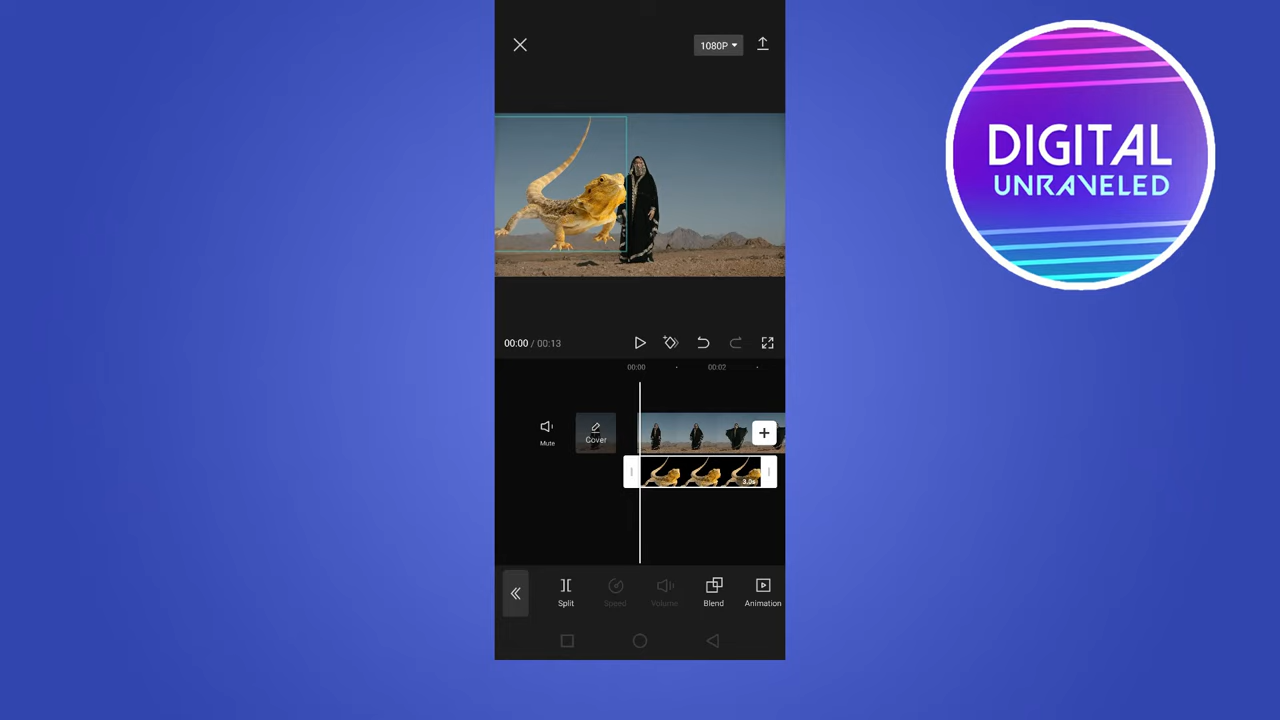 1080P
DIGITAL
UNRAVELED
00:00 / 00:13
00:00
00:02
Mute
Cover
3.0s
Split
Speed
Volume
Blend
Animation